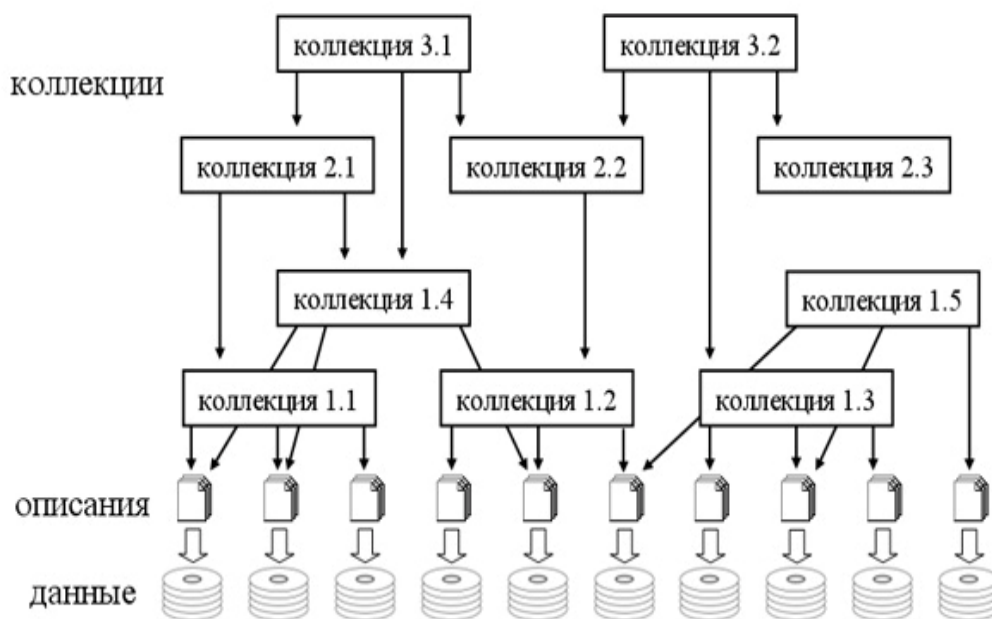 коллекция 3.1
коллекция 3.2
коллекции
коллекция 2.1
коллекция 2.2
коллекция 2.3
коллекция 1.4
коллекция 1.5
коллекция 1.1
коллекция 1.2
коллекция 1.3
описания
данные